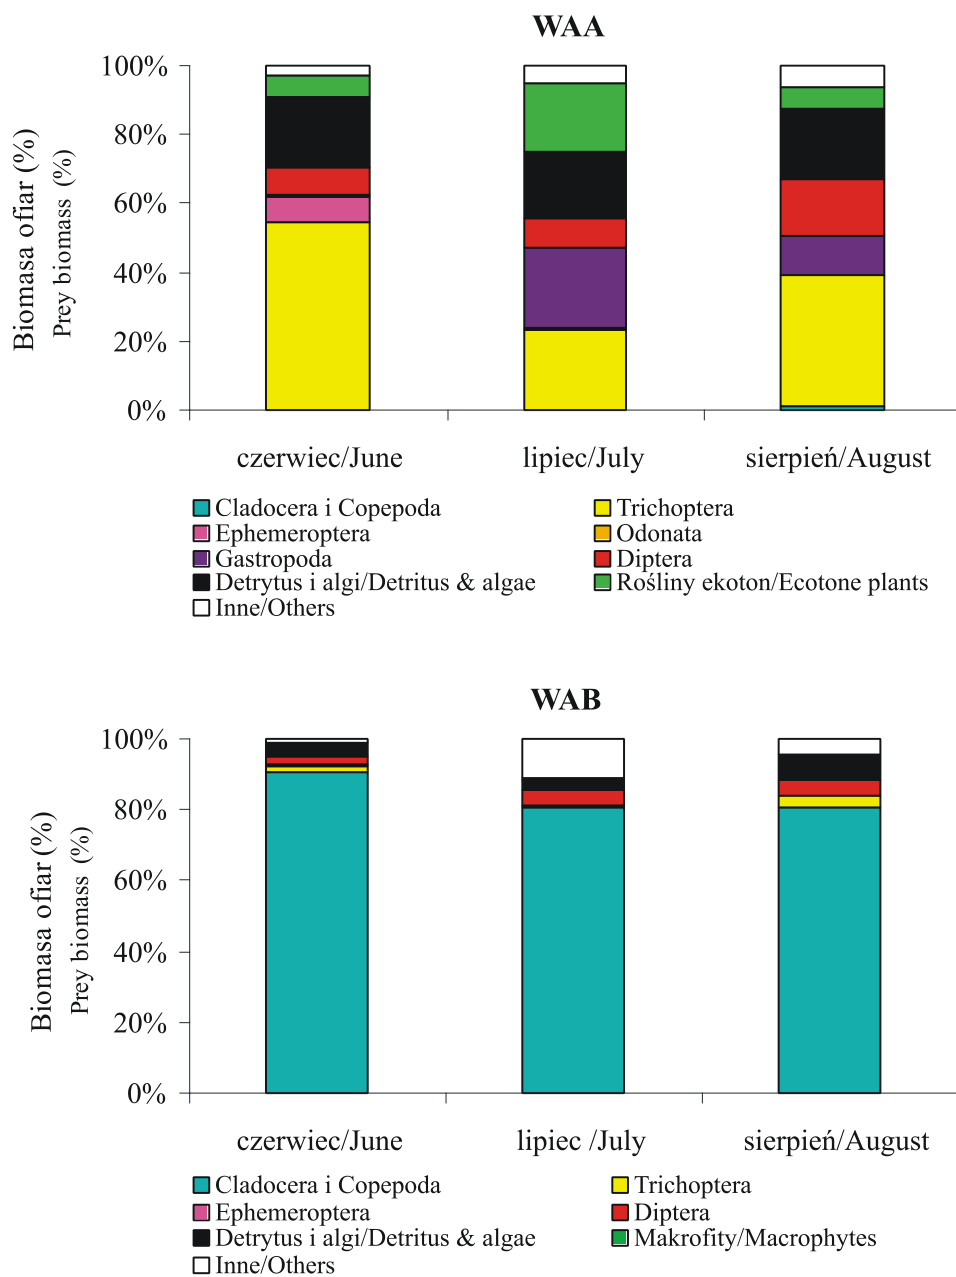 WAA
Biomasa ofiar (%)
Prey biomass (%)
100%
80%
60%
40%
20%
0%
czerwiec/June
lipiec/July
sierpień/August
Cladocera i Copepoda
Trichoptera
Ephemeroptera
Odonata
Gastropoda
Diptera
Detrytus i algi/Detritus & algae
Rośliny ekoton/Ecotone plants
Inne/Others
WAB
Biomasa ofiar (%)
Prey biomass (%)
100%
80%
60%
40%
20%
0%
czerwiec/June
lipiec /July
sierpień/August
Cladocera i Copepoda
Trichoptera
Ephemeroptera
Diptera
Detrytus i algi/Detritus & algae
Makrofity/Macrophytes
Inne/Others